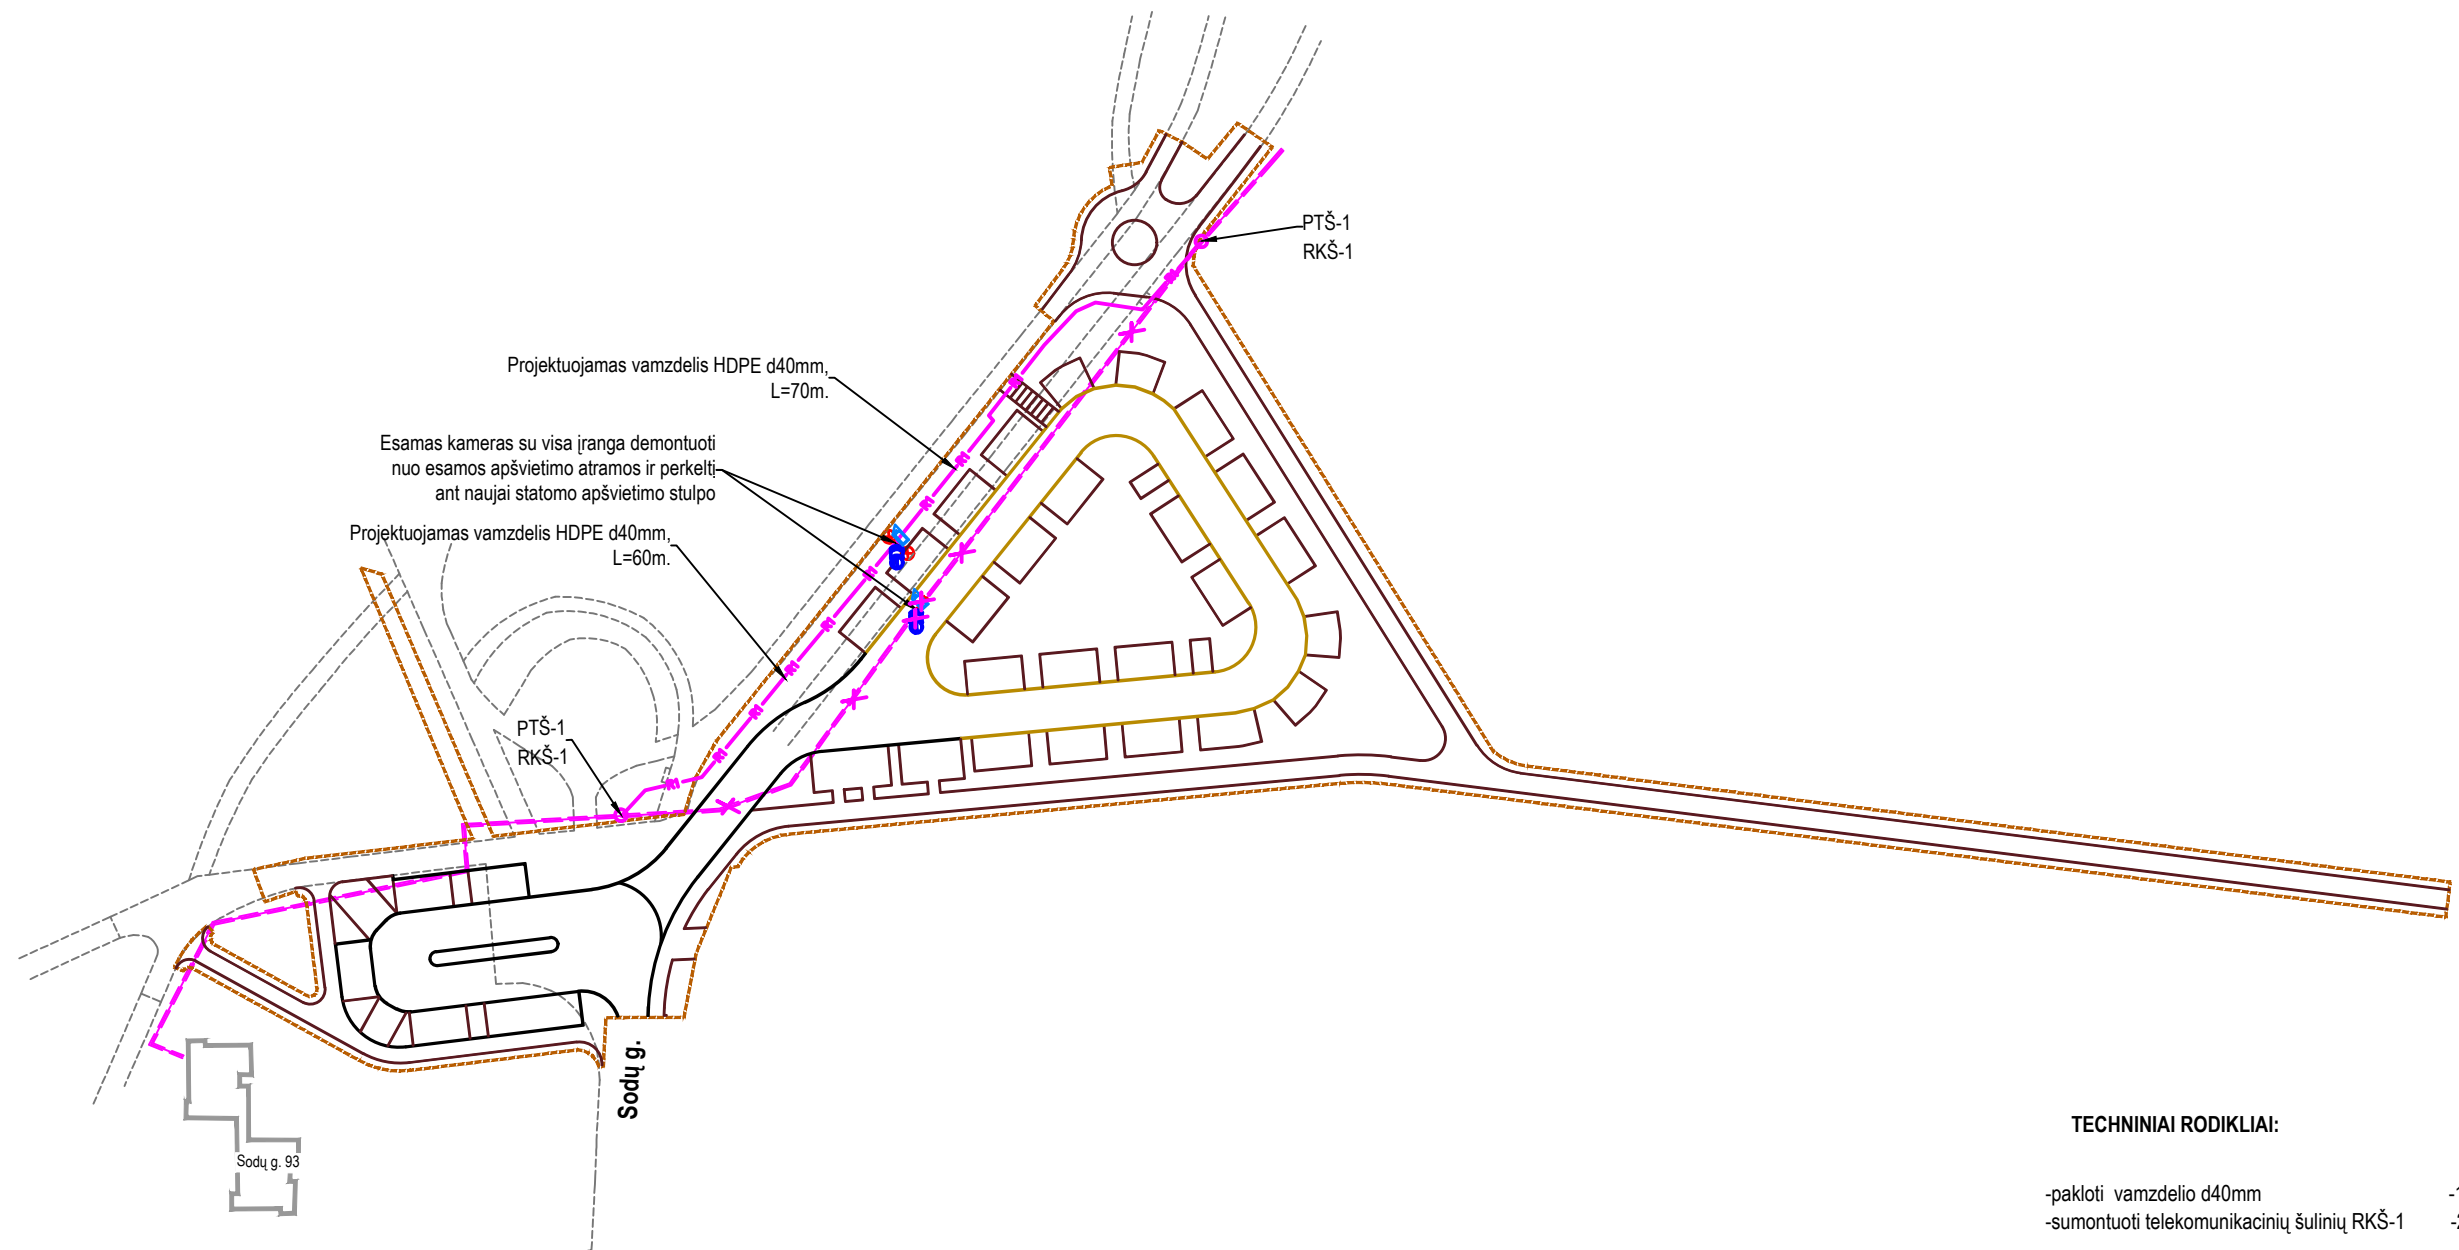 PTŠ-1
RKŠ-1
Projektuojamas vamzdelis HDPE d40mm,
L=70m.
Esamas kameras su visa įranga demontuoti
nuo esamos apšvietimo atramos ir perkelti
ant naujai statomo apšvietimo stulpo
Projektuojamas vamzdelis HDPE d40mm,
L=60m.
PTŠ-1
RKŠ-1
Sodų g.
Sodų g. 93
TECHNINIAI RODIKLIAI:
-pakloti vamzdelio d40mm
-sumontuoti telekomunikacinių šulinių RKŠ-1